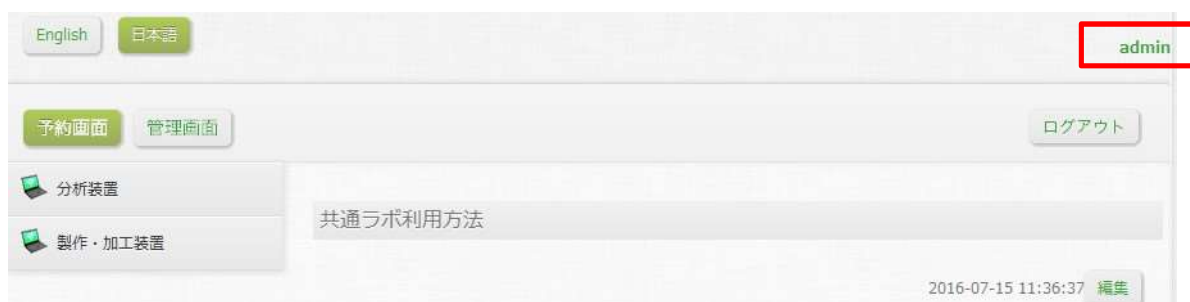 English 日本語
admin
予約画面 管理画面 ログアウト
分析装置
共通ラボ利用方法
製作・加工装置
2016-07-15 11:36:37 編集